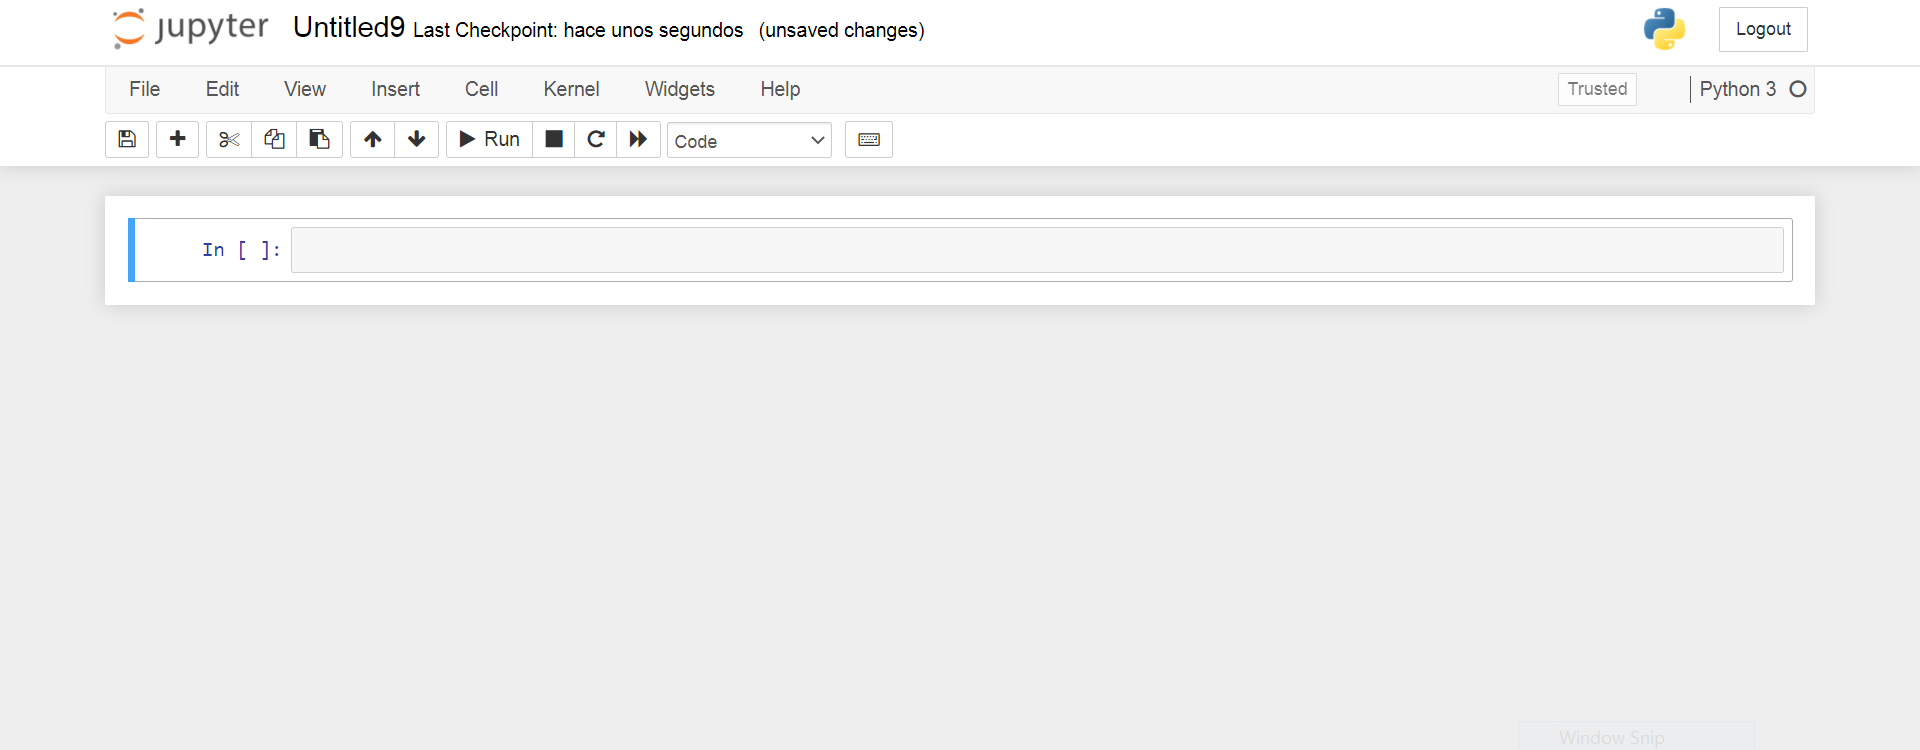 jupyter Untitled9 Last Checkpoint: hace unos segundos (unsaved changes) Logout
File Edit View Insert Cell Kernel Widgets Help Trusted Python 3
Run Code
In [ ]:
Window Snip